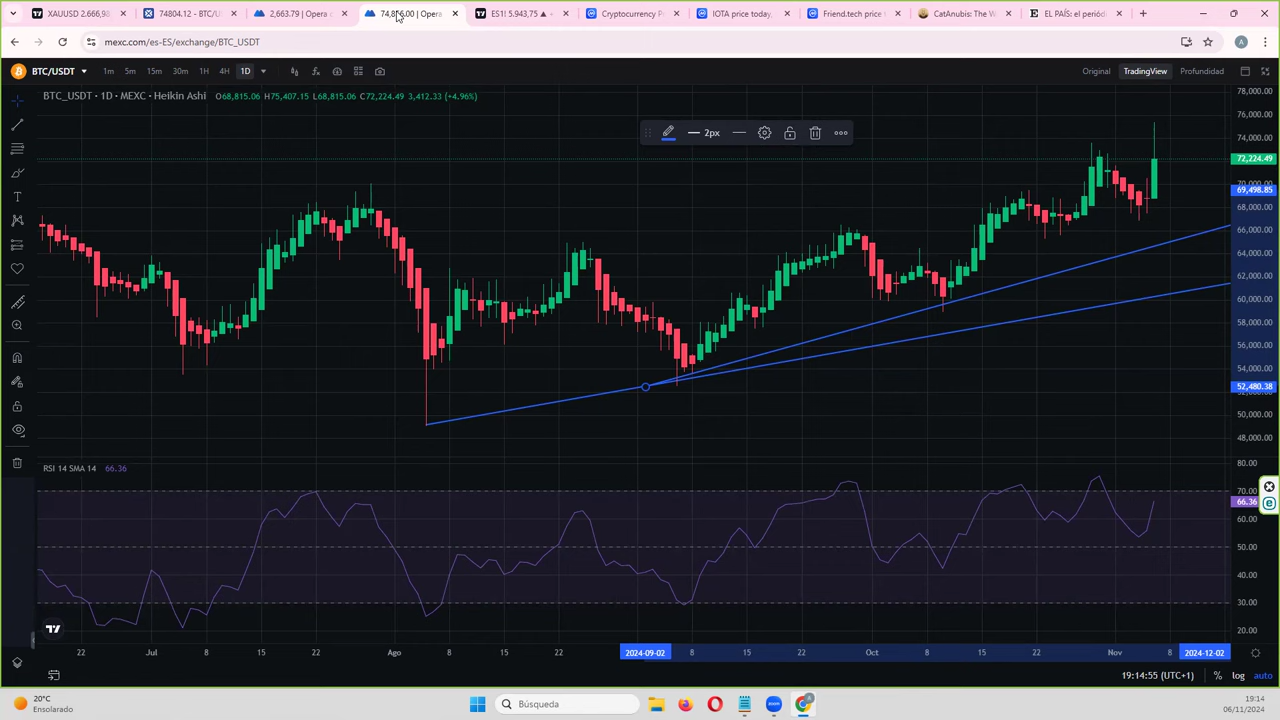 XAUUSD 2.666,98
74804.12 - BTC/U
2,663.79 | Opera c
ES1! 5.943,75 ▲ +
Cryptocurrency P
IOTA price today,
Friend.tech price t
CatAnubis: The W
EL PAÍS: el periódi
mexc.com/es-ES/exchange/BTC_USDT
BTC/USDT
1m 5m 15m 30m 1H 4H 1D
Original TradingView Profundidad
BTC_USDT · 1D · MEXC · Heikin Ashi O68,815.06 H75,407.15 L68,815.06 C72,224.49 3,412.33 (+4.96%)
2px
78,000.00
76,000.00
74,000.00
72,224.49
70,000.00
69,498.85
68,000.00
66,000.00
64,000.00
62,000.00
60,000.00
58,000.00
56,000.00
54,000.00
52,480.38
50,000.00
48,000.00
RSI 14 SMA 14 66.36
80.00
70.00
66.36
60.00
50.00
40.00
30.00
20.00
22 Jul 8 15 22 Ago 8 15 22 2024-09-02 8 15 22 Oct 8 15 22 Nov 8 2024-12-02
19:14:55 (UTC+1) % log auto
20°C
Ensolarado
Búsqueda
19:14
06/11/2024